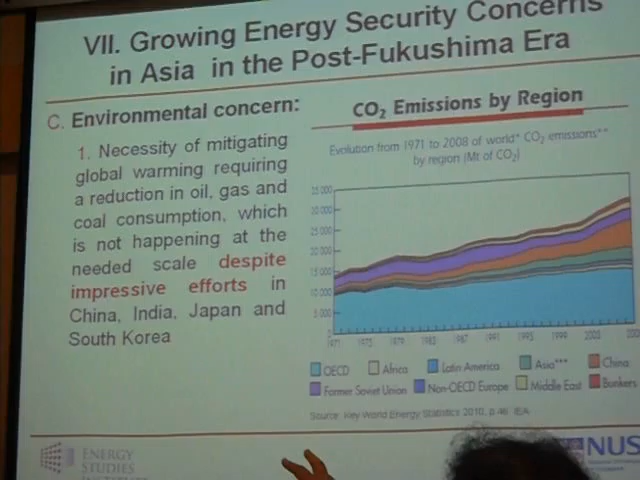 VII. Growing Energy Security Concerns
in Asia in the Post-Fukushima Era
C. Environmental concern:
1. Necessity of mitigating
global warming requiring
a reduction in oil, gas and
coal consumption, which
is not happening at the
needed scale despite
impressive efforts in
China, India, Japan and
South Korea
CO2 Emissions by Region
Evolution from 1971 to 2008 of world* CO2 emissions**
by region (Mt of CO2)
35 000
30 000
25 000
20 000
15 000
10 000
5 000
0
1971 1975 1979 1983 1987 1991 1995 1999 2003
OECD Africa Latin America Asia*** China
Former Soviet Union Non-OECD Europe Middle East Bunkers
Source: Key World Energy Statistics 2010, p.46 IEA
ENERGY
STUDIES
NUS